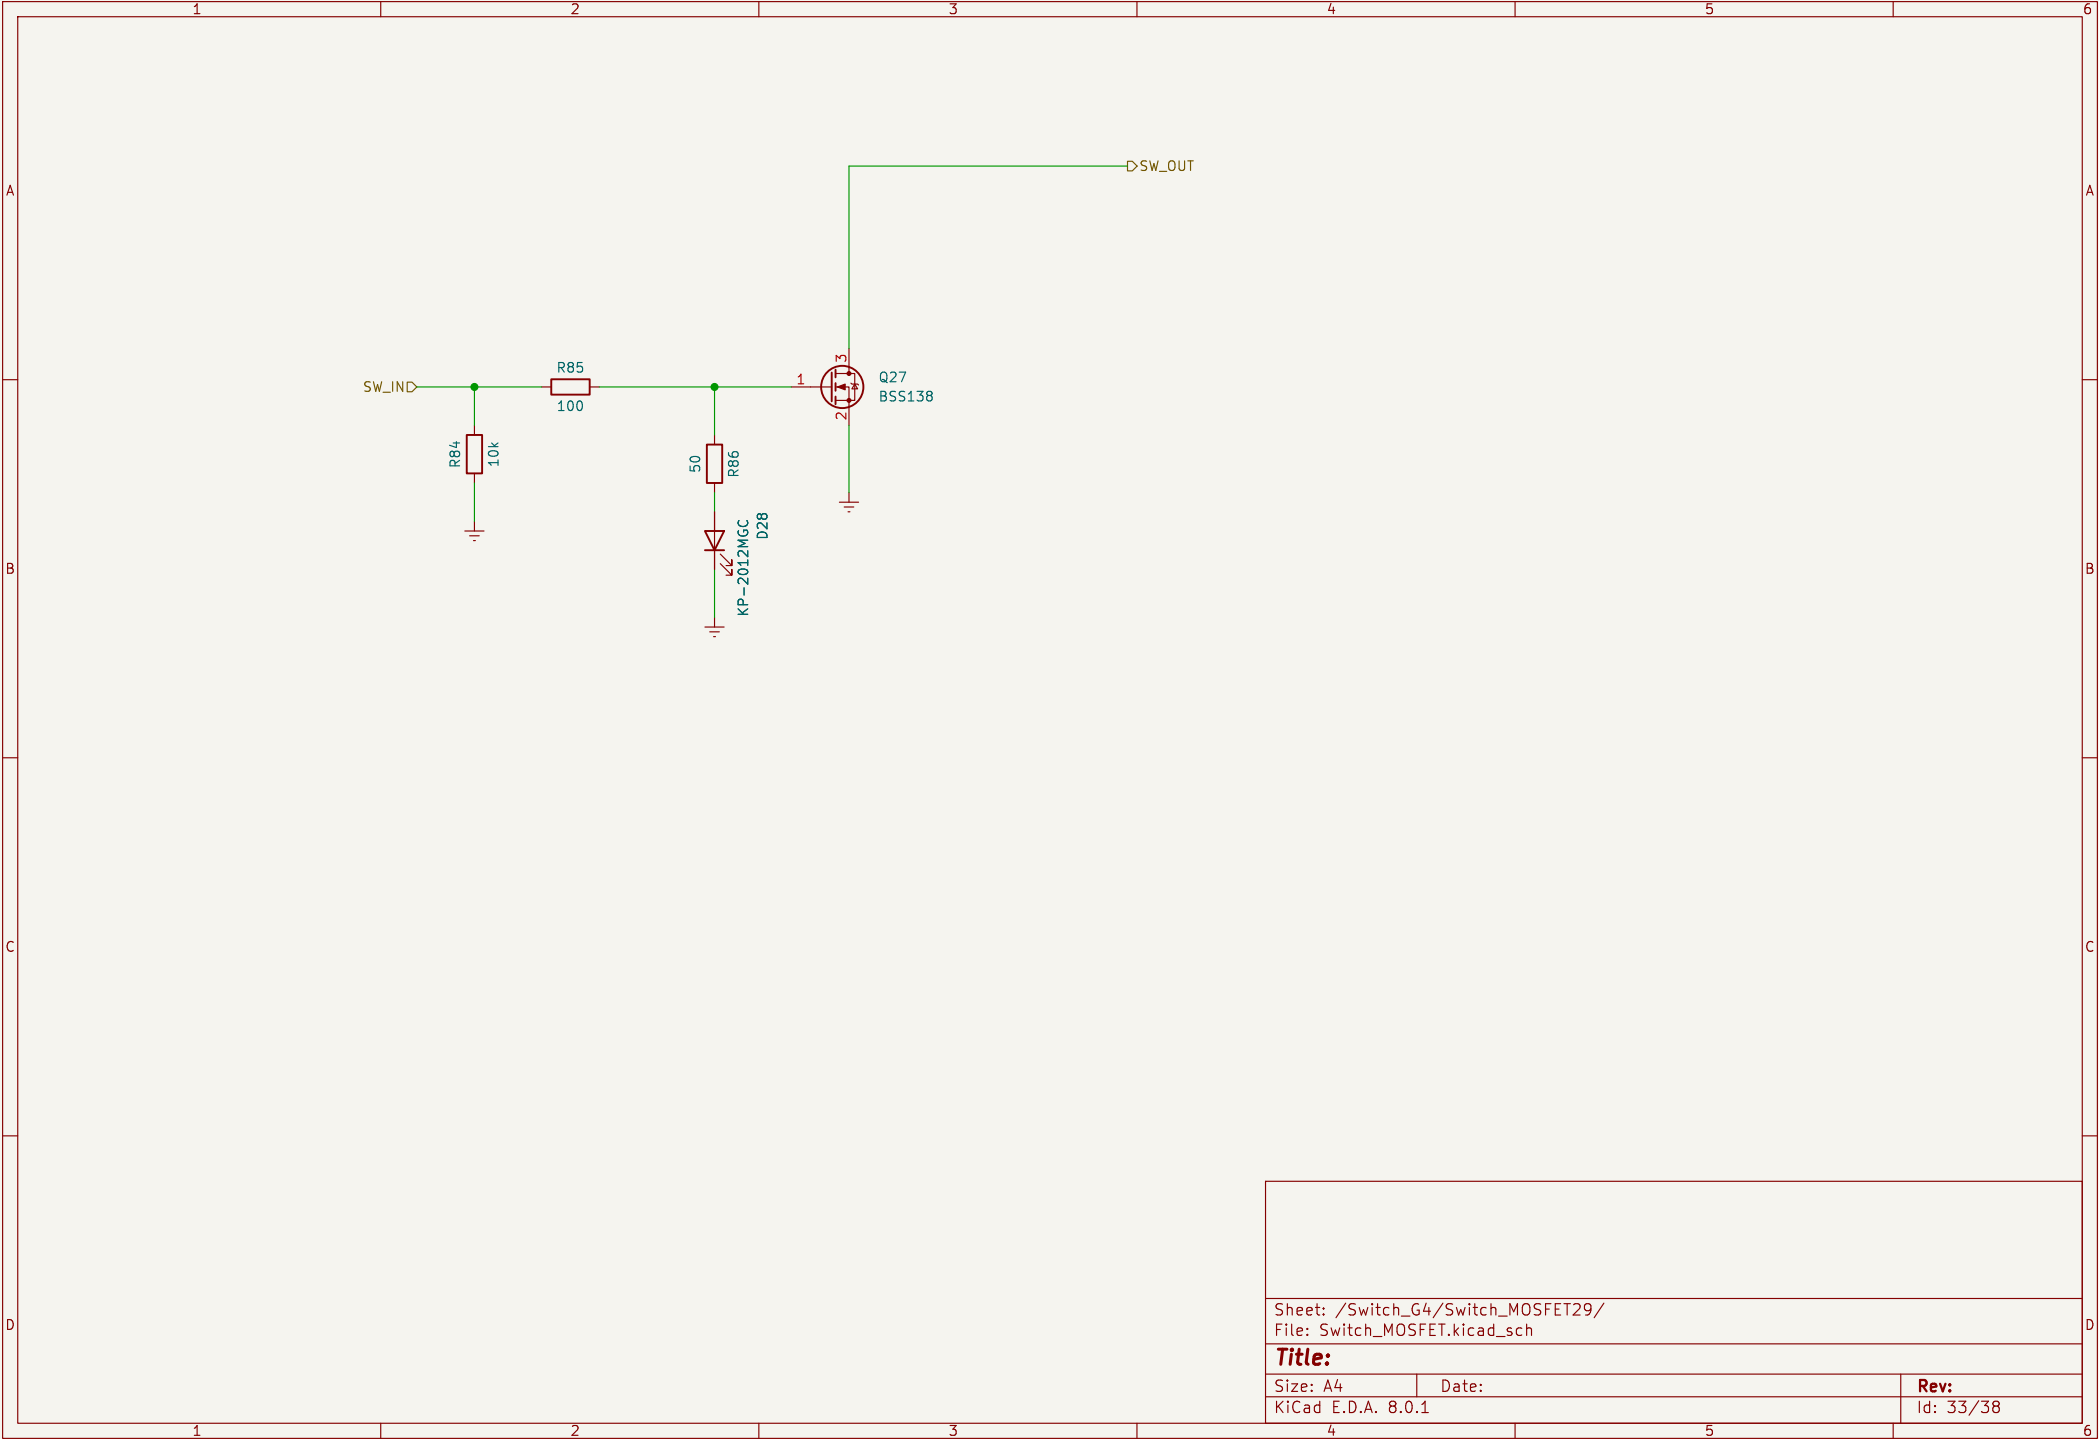 1 2 3 4 5 6
SW_OUT
A A
R85
SW_IN
100
1
3
2
Q27
BSS138
R84
10k
50
R86
D28
KP-2012MGC
B B
C C
Sheet: /Switch_G4/Switch_MOSFET29/
File: Switch_MOSFET.kicad_sch
D D
Title:
Size: A4 Date: Rev:
KiCad E.D.A. 8.0.1 Id: 33/38
1 2 3 4 5 6